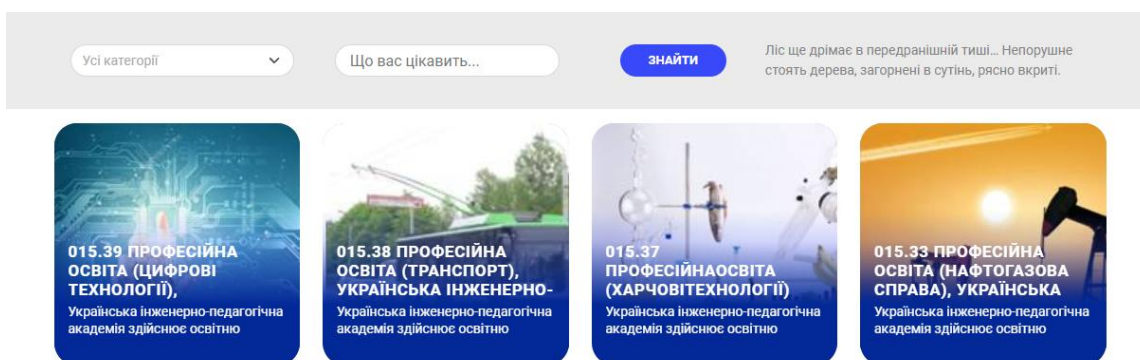 Усі категорії
Що вас цікавить...
ЗНАЙТИ
Ліс ще дрімає в передранішній тиші... Непорушне
стоять дерева, загорнені в сутінь, рясно вкриті.
015.39 ПРОФЕСІЙНА
ОСВІТА (ЦИФРОВІ
ТЕХНОЛОГІЇ),
Українська інженерно-педагогічна
академія здійснює освітню
015.38 ПРОФЕСІЙНА
ОСВІТА (ТРАНСПОРТ),
УКРАЇНСЬКА ІНЖЕНЕРНО-
Українська інженерно-педагогічна
академія здійснює освітню
015.37
ПРОФЕСІЙНАОСВІТА
(ХАРЧОВІТЕХНОЛОГІЇ)
Українська інженерно-педагогічна
академія здійснює освітню
015.33 ПРОФЕСІЙНА
ОСВІТА (НАФТОГАЗОВА
СПРАВА), УКРАЇНСЬКА
Українська інженерно-педагогічна
академія здійснює освітню